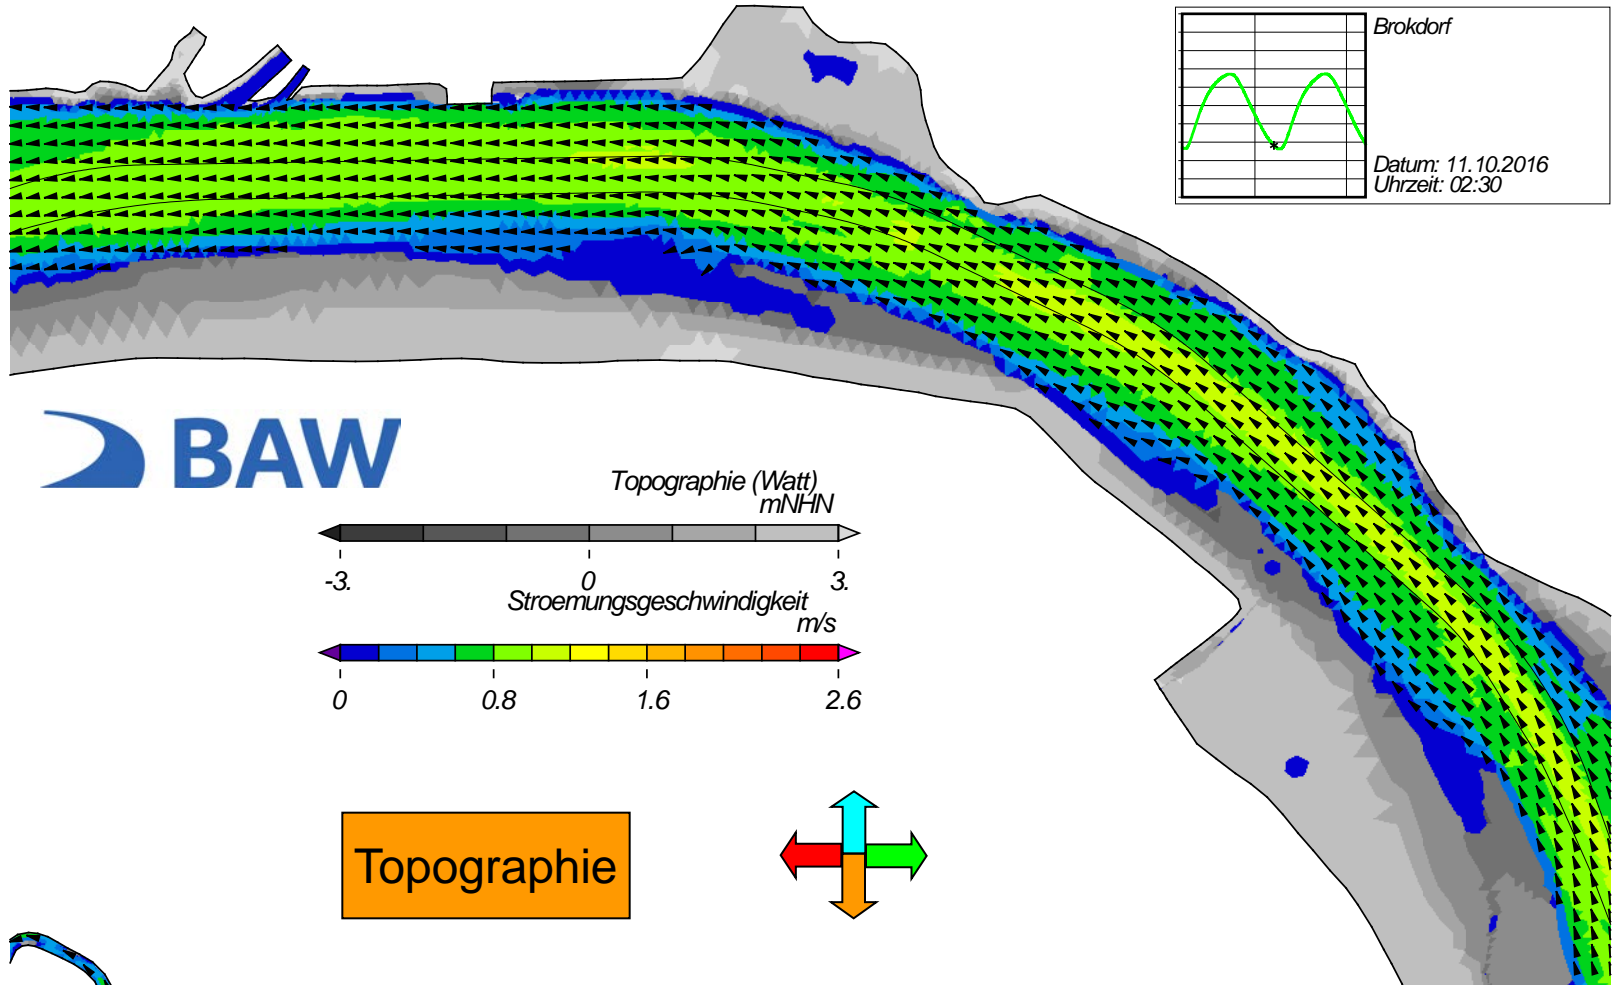 Brokdorf
Datum: 11.10.2016
Uhrzeit: 02:30
BAW
Topographie (Watt)
mNHN
-3. 0 3.
Stroemungsgeschwindigkeit
m/s
0 0.8 1.6 2.6
Topographie